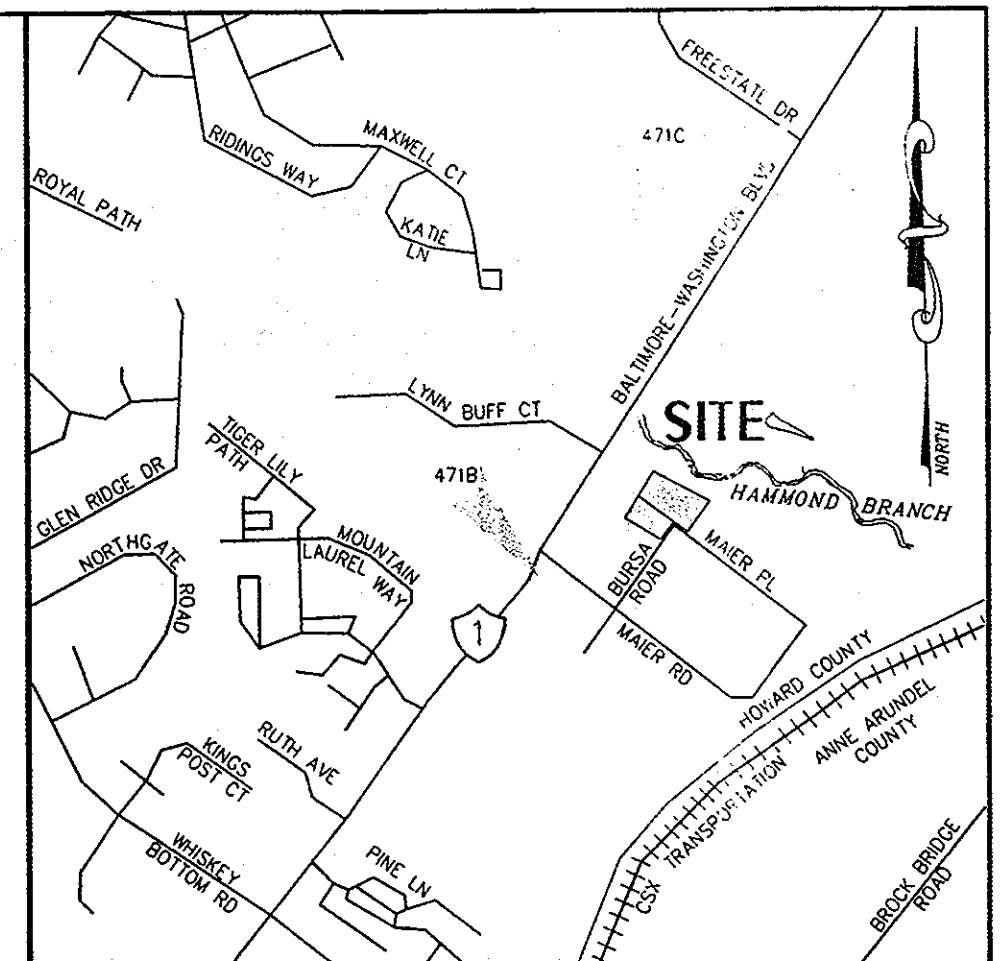 FREESTATE DR
471C
MAXWELL CT
RIDINGS WAY
ROYAL PATH
KATIE
LN
BALTIMORE-WASHINGTON BLVD
LYNN BUFF CT
SITE
NORTH
TIGER LILY
PATH
471B
HAMMOND BRANCH
GLEN RIDGE DR
MOUNTAIN
LAUREL WAY
NORTHGATE
ROAD
BURSA
ROAD
MAIER PL
1
MAIER RD
HOWARD COUNTY
ANNE ARUNDEL
COUNTY
RUTH AVE
KINGS
POST CT
CSX TRANSPORTATION
WHISKEY
BOTTOM RD
PINE LN
BROCK BRIDGE
ROAD